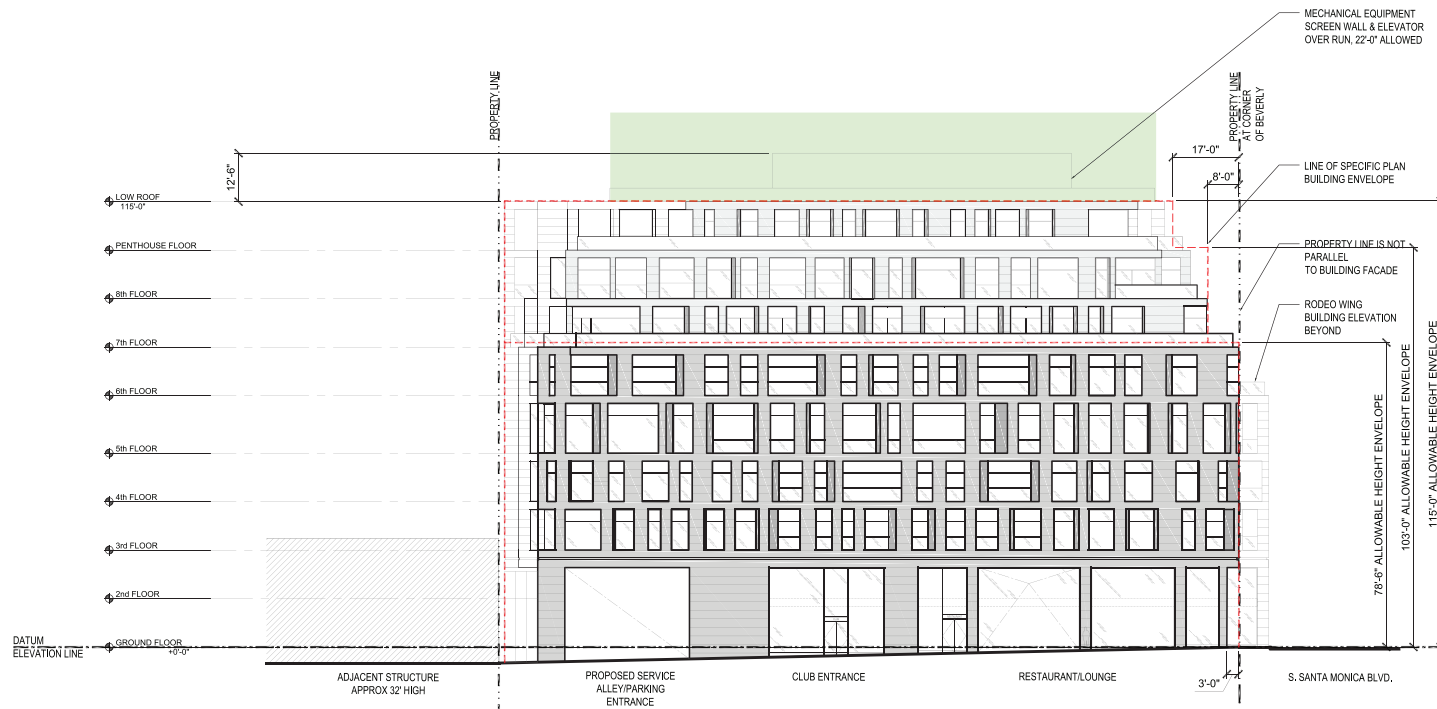 MECHANICAL EQUIPMENT
SCREEN WALL & ELEVATOR
OVER RUN, 22'-0" ALLOWED
PROPERTY LINE
PROPERTY LINE
AT CORNER
OF BEVERLY
17'-0"
12'-6"
8'-0"
LINE OF SPECIFIC PLAN
BUILDING ENVELOPE
LOW ROOF
115'-0"
PENTHOUSE FLOOR
PROPERTY LINE IS NOT
PARALLEL
TO BUILDING FACADE
8th FLOOR
RODEO WING
BUILDING ELEVATION
BEYOND
7th FLOOR
6th FLOOR
5th FLOOR
4th FLOOR
3rd FLOOR
2nd FLOOR
78'-6" ALLOWABLE HEIGHT ENVELOPE
103'-0" ALLOWABLE HEIGHT ENVELOPE
115'-0" ALLOWABLE HEIGHT ENVELOPE
DATUM
ELEVATION LINE
GROUND FLOOR
+0'-0"
ADJACENT STRUCTURE
APPROX 32' HIGH
PROPOSED SERVICE
ALLEY/PARKING
ENTRANCE
CLUB ENTRANCE
RESTAURANT/LOUNGE
3'-0"
S. SANTA MONICA BLVD.